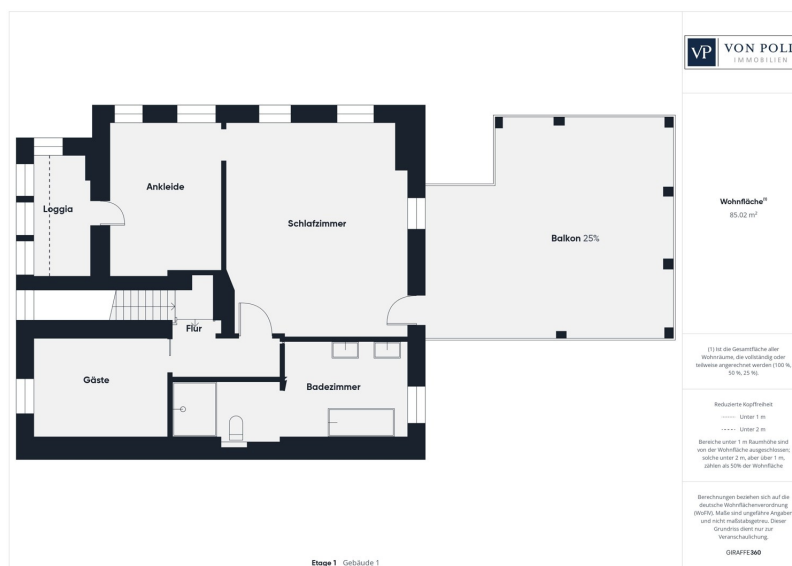 VP VON POLL
IMMOBILIEN
Ankleide
Loggia
Schlafzimmer
Balkon 25%
Flur
Gäste
Badezimmer
Wohnfläche⁽¹⁾
85.02 m²
(1) Ist die Gesamtfläche aller
Wohnräume, die vollständig oder
teilweise angerechnet werden (100 %,
50 %, 25 %).
Reduzierte Kopffreiheit
Unter 1 m
Unter 2 m
Bereiche unter 1 m Raumhöhe sind
von der Wohnfläche ausgeschlossen;
solche unter 2 m, aber über 1 m,
zählen als 50% der Wohnfläche
Berechnungen beziehen sich auf die
deutsche Wohnflächenverordnung
(WoFlV). Maße sind ungefähre Angaben
und nicht maßstabsgetreu. Dieser
Grundriss dient nur zur
Veranschaulichung.
GIRAFFE360
Etage 1 Gebäude 1